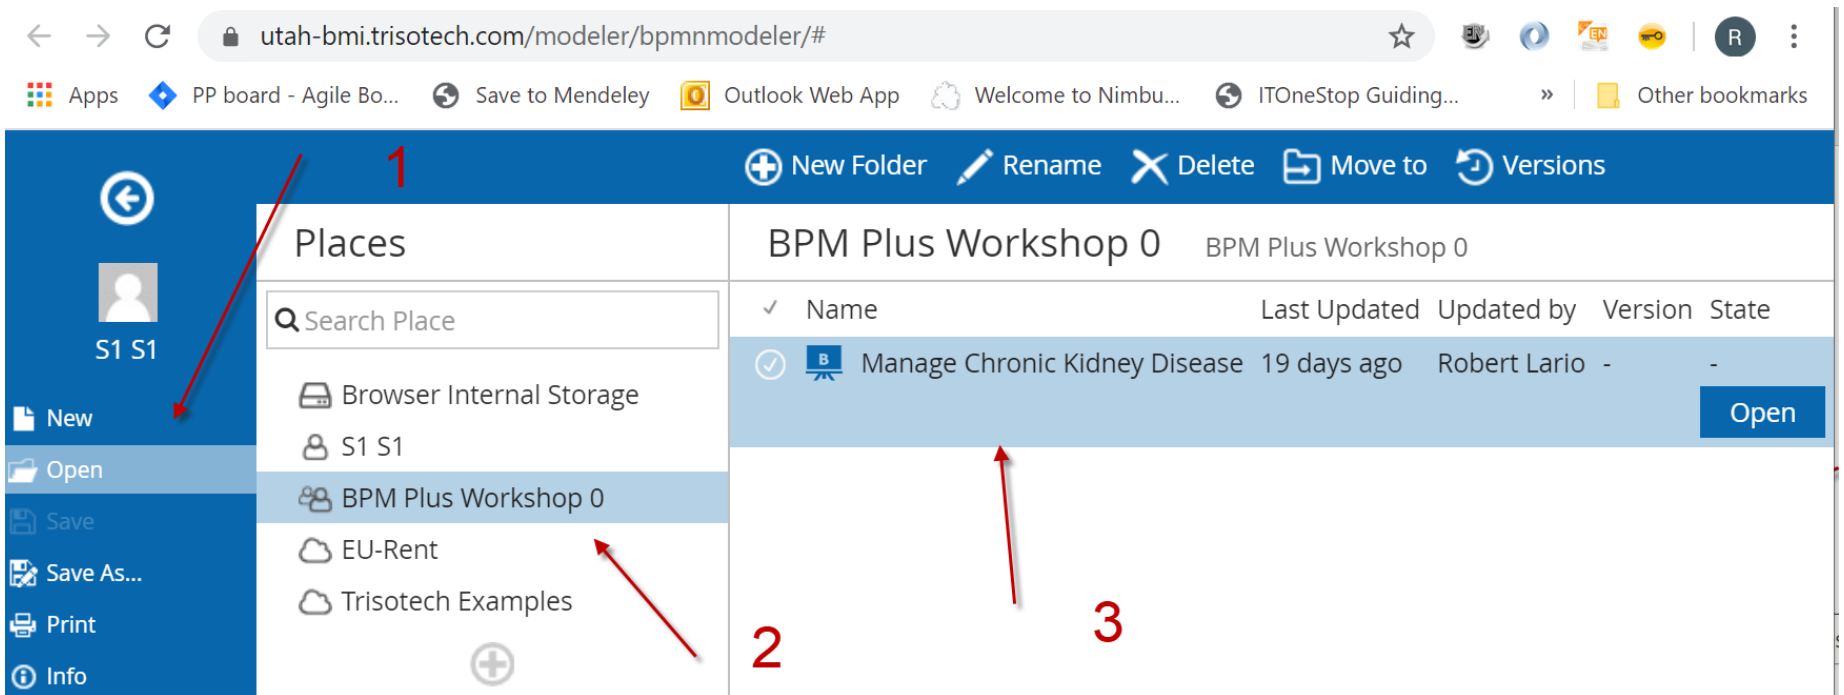 utah-bmi.trisotech.com/modeler/bpmnmodeler/#
EN
R
Apps PP board - Agile Bo... Save to Mendeley Outlook Web App Welcome to Nimbu... ITOneStop Guiding... » Other bookmarks
1
New Folder Rename Delete Move to Versions
S1 S1
New
Open
Save
Save As...
Print
Info
Places
Search Place
Browser Internal Storage
S1 S1
BPM Plus Workshop 0
EU-Rent
Trisotech Examples
2
BPM Plus Workshop 0 BPM Plus Workshop 0
Name Last Updated Updated by Version State
B Manage Chronic Kidney Disease 19 days ago Robert Lario - -
Open
3